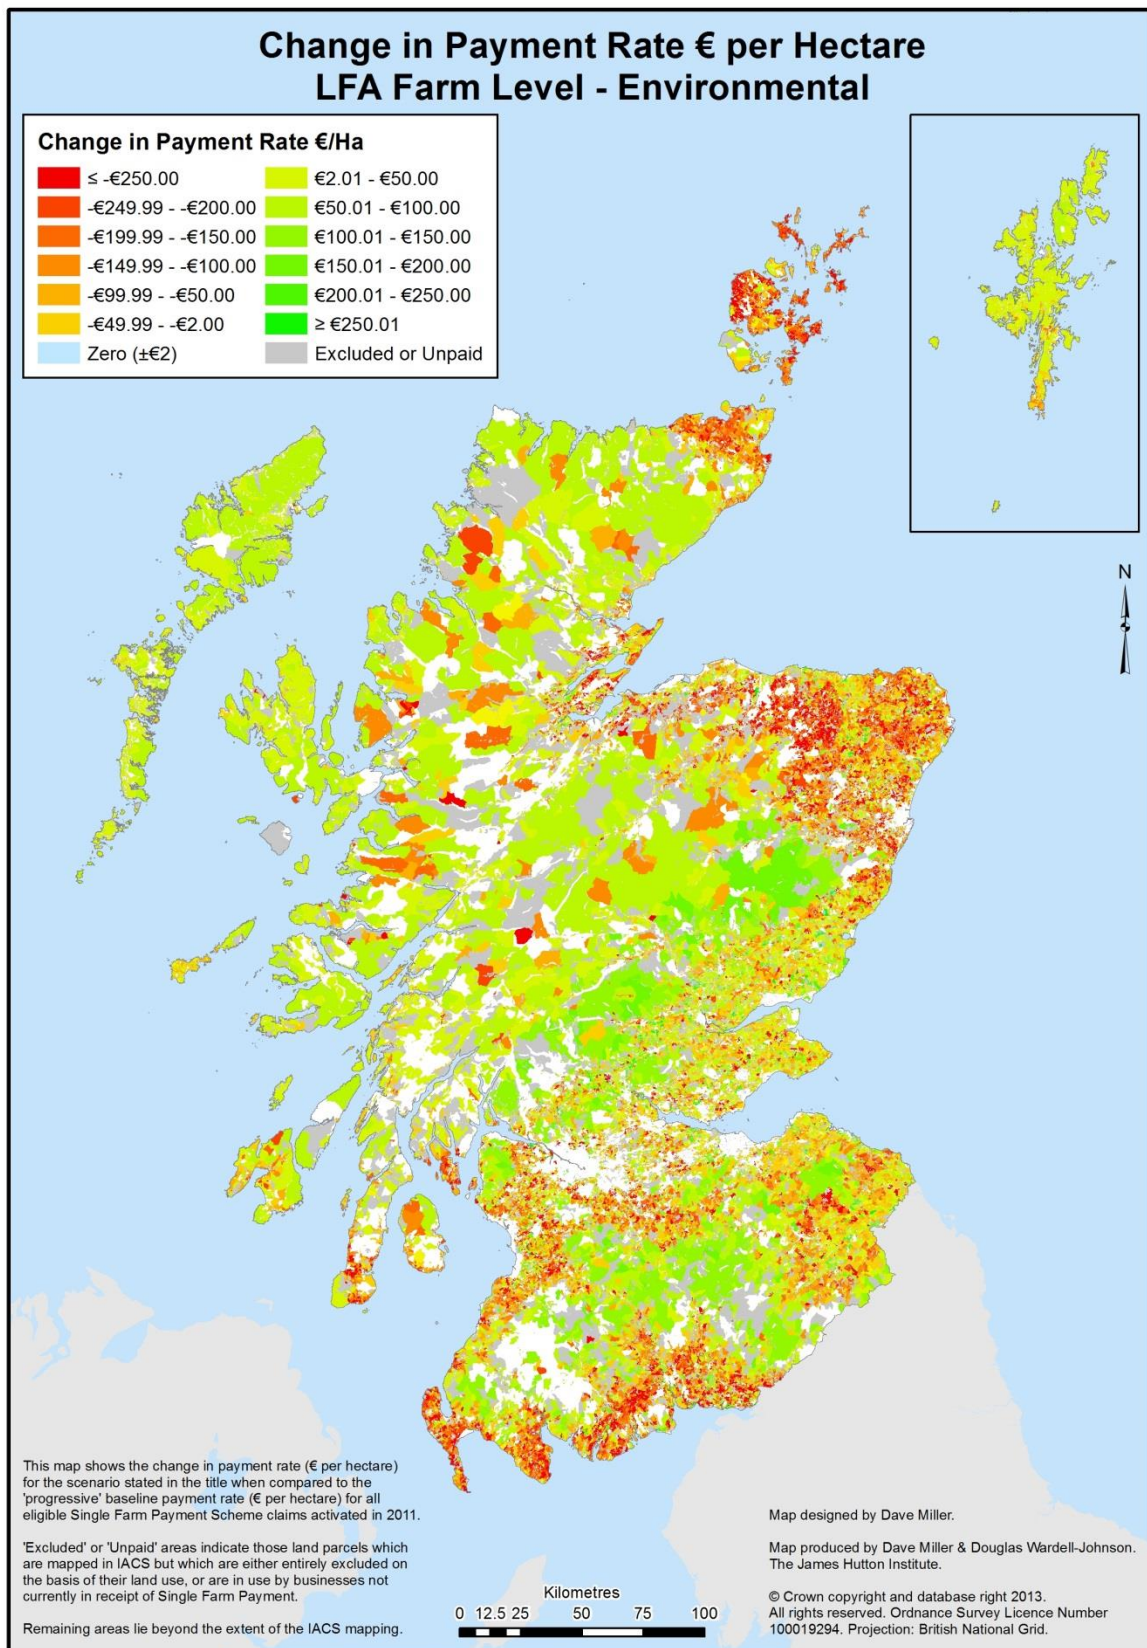 Change in Payment Rate € per Hectare
LFA Farm Level - Environmental
Change in Payment Rate €/Ha
≤ -€250.00
-€249.99 - -€200.00
-€199.99 - -€150.00
-€149.99 - -€100.00
-€99.99 - -€50.00
-€49.99 - -€2.00
Zero (±€2)
€2.01 - €50.00
€50.01 - €100.00
€100.01 - €150.00
€150.01 - €200.00
€200.01 - €250.00
≥ €250.01
Excluded or Unpaid
N
This map shows the change in payment rate (€ per hectare)
for the scenario stated in the title when compared to the
'progressive' baseline payment rate (€ per hectare) for all
eligible Single Farm Payment Scheme claims activated in 2011.
'Excluded' or 'Unpaid' areas indicate those land parcels which
are mapped in IACS but which are either entirely excluded on
the basis of their land use, or are in use by businesses not
currently in receipt of Single Farm Payment.
Remaining areas lie beyond the extent of the IACS mapping.
Kilometres
0 12.5 25 50 75 100
Map designed by Dave Miller.
Map produced by Dave Miller & Douglas Wardell-Johnson.
The James Hutton Institute.
© Crown copyright and database right 2013.
All rights reserved. Ordnance Survey Licence Number
100019294. Projection: British National Grid.